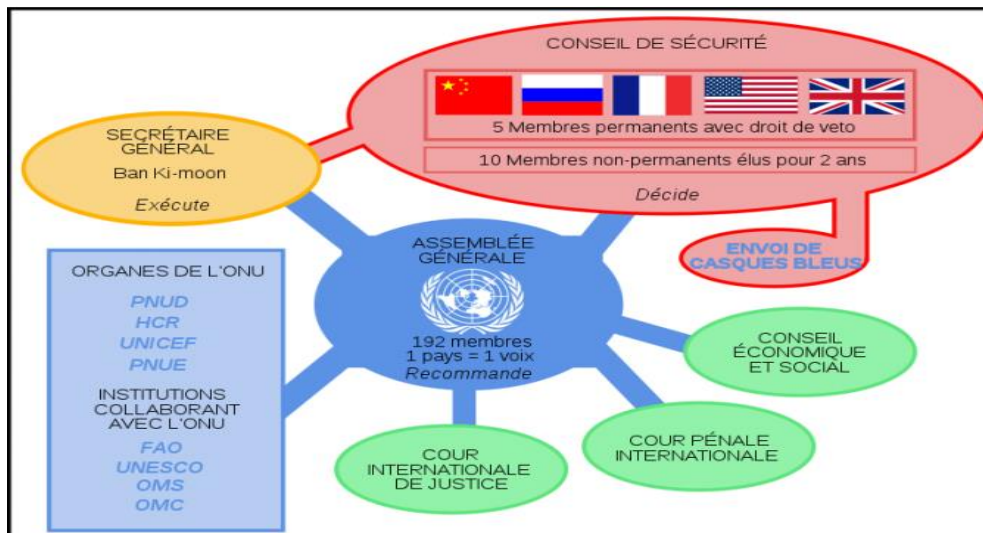 CONSEIL DE SÉCURITÉ
5 Membres permanents avec droit de veto
10 Membres non-permanents élus pour 2 ans
Décide
SECRÉTAIRE
GÉNÉRAL
Ban Ki-moon
Exécute
ENVOI DE
CASQUES BLEUS
ASSEMBLÉE
GÉNÉRALE
192 membres
1 pays = 1 voix
Recommande
ORGANES DE L'ONU
PNUD
HCR
UNICEF
PNUE
INSTITUTIONS
COLLABORANT
AVEC L'ONU
FAO
UNESCO
OMS
OMC
CONSEIL
ÉCONOMIQUE
ET SOCIAL
COUR PÉNALE
INTERNATIONALE
COUR
INTERNATIONALE
DE JUSTICE